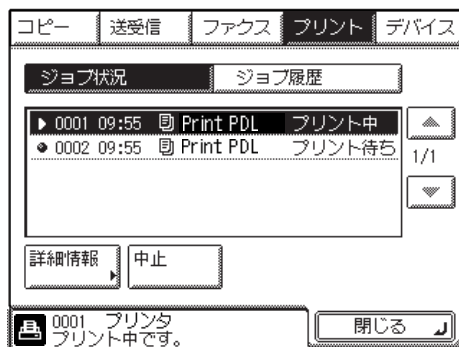 コピー 送受信 ファクス プリント デバイス
ジョブ状況 ジョブ履歴
0001 09:55 Print PDL プリント中
0002 09:55 Print PDL プリント待ち
1/1
詳細情報 中止
0001 プリンタ
プリント中です。
閉じる